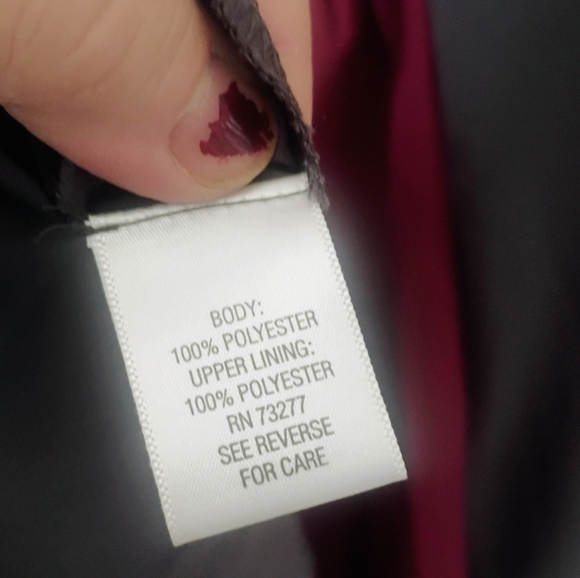 BODY:
100% POLYESTER
UPPER LINING:
100% POLYESTER
RN 73277
SEE REVERSE
FOR CARE